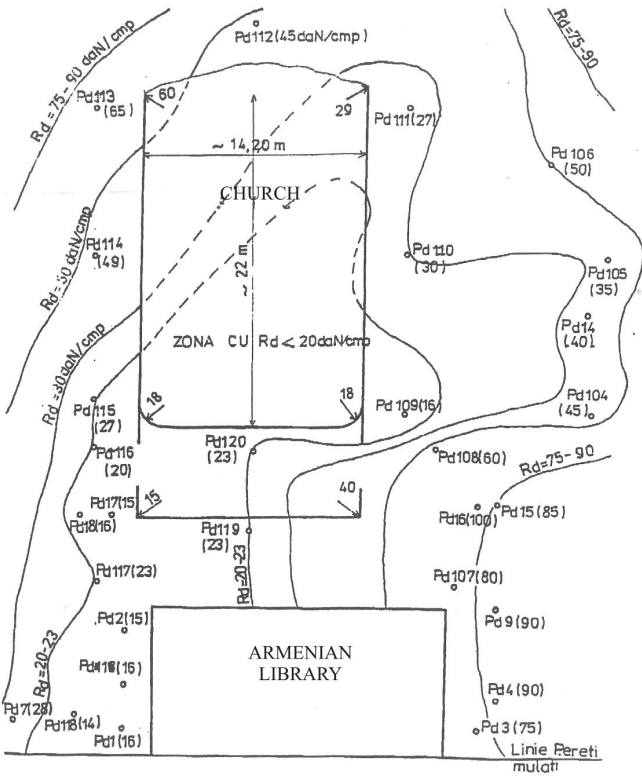 Pd112(45daN/cmp)
Rd=75-90 daN/cmp
Rd=75-90
Pd113
(65)
60
29
Pd111(27)
~ 14,20 m
Pd106
(50)
CHURCH
Pd114
(49)
Pd110
(30)
Pd105
(35)
~ 22 m
Rd=50 daN/cmp
Pd14
(40)
ZONA CU Rd < 20daN/cmp
Rd=30daN/cmp
Pd115
(27)
18
18
Pd109(16)
Pd104
(45)
Pd116
(20)
Pd120
(23)
Pd108(60)
Rd=75-90
15
40
Pd17(15)
Pd18(16)
Pd16(100)
Pd15(85)
Pd119
(23)
Pd117(23)
Rd=20-23
Pd107(80)
Pd2(15)
Pd9(90)
Rd=20-23
ARMENIAN
LIBRARY
(16)
Pd7(28)
Pd118(14)
Pd1(16)
Pd4(90)
Pd3(75)
Linie Pereti
mulati